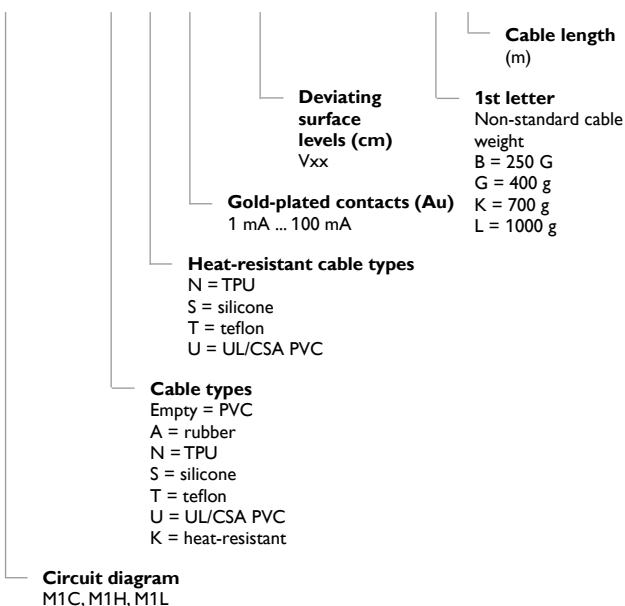 Cable length
(m)
Deviating
surface
levels (cm)
Vxx
1st letter
Non-standard cable
weight
B = 250 G
G = 400 g
K = 700 g
L = 1000 g
Gold-plated contacts (Au)
1 mA ... 100 mA
Heat-resistant cable types
N = TPU
S = silicone
T = teflon
U = UL/CSA PVC
Cable types
Empty = PVC
A = rubber
N = TPU
S = silicone
T = teflon
U = UL/CSA PVC
K = heat-resistant
Circuit diagram
M1C, M1H, M1L